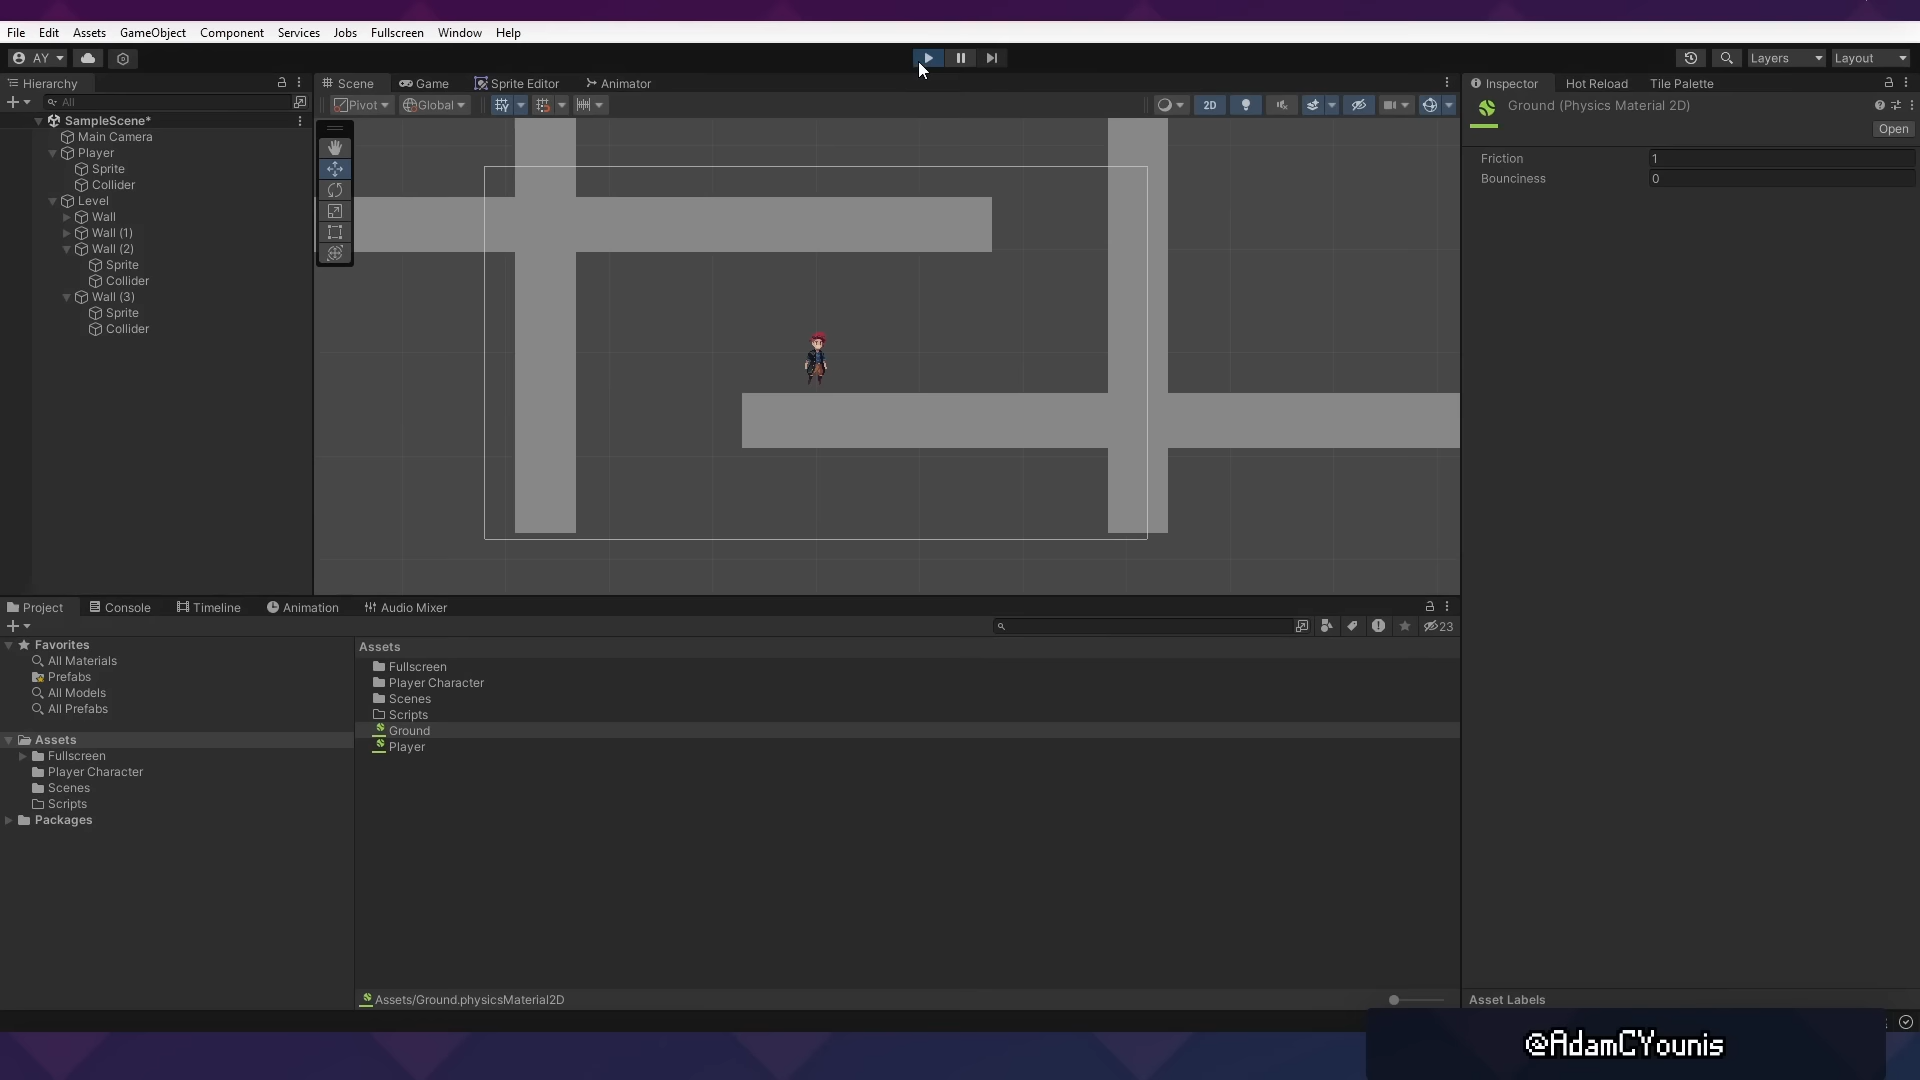 File Edit Assets GameObject Component Services Jobs Fullscreen Window Help
AY Layers Layout
Hierarchy Scene Game Sprite Editor Animator Inspector Hot Reload Tile Palette
All Pivot Global 2D Ground (Physics Material 2D)
Open
SampleScene*
Main Camera
Player
Sprite
Collider
Level
Wall
Wall (1)
Wall (2)
Sprite
Collider
Wall (3)
Sprite
Collider
Friction 1
Bounciness 0
Project Console Timeline Animation Audio Mixer
23
Favorites
All Materials
Prefabs
All Models
All Prefabs
Assets
Fullscreen
Player Character
Scenes
Scripts
Packages
Assets
Fullscreen
Player Character
Scenes
Scripts
Ground
Player
Assets/Ground.physicsMaterial2D
Asset Labels
@AdamCYounis